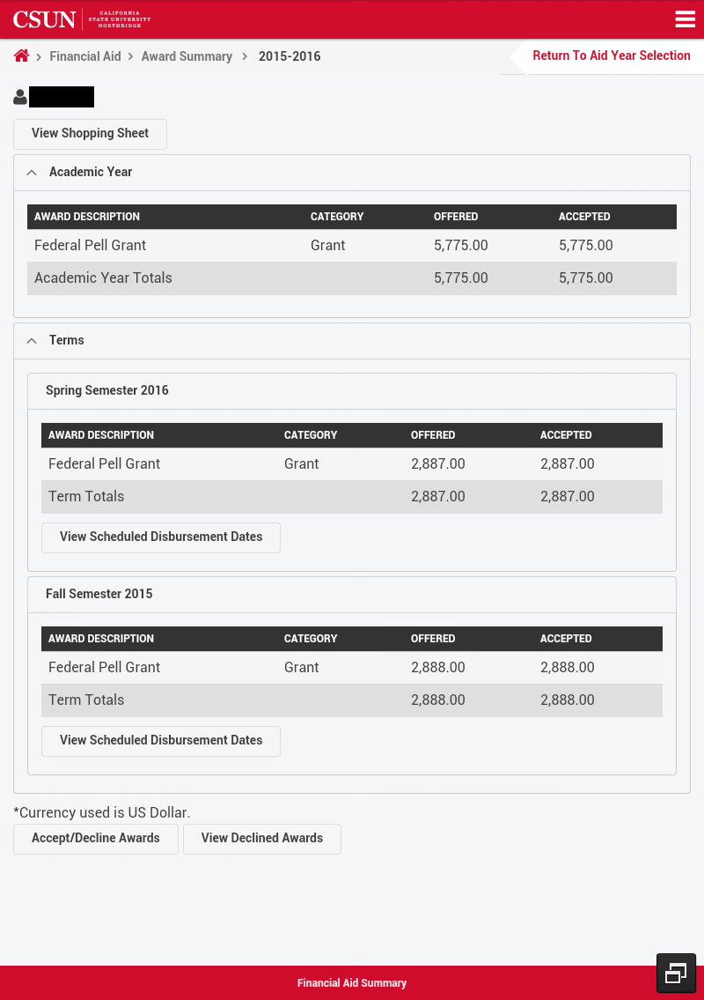 CSUN CALIFORNIA
STATE UNIVERSITY
NORTHRIDGE
Financial Aid Award Summary 2015-2016 Return To Aid Year Selection
View Shopping Sheet
Academic Year
AWARD DESCRIPTION CATEGORY OFFERED ACCEPTED
Federal Pell Grant Grant 5,775.00 5,775.00
Academic Year Totals 5,775.00 5,775.00
Terms
Spring Semester 2016
AWARD DESCRIPTION CATEGORY OFFERED ACCEPTED
Federal Pell Grant Grant 2,887.00 2,887.00
Term Totals 2,887.00 2,887.00
View Scheduled Disbursement Dates
Fall Semester 2015
AWARD DESCRIPTION CATEGORY OFFERED ACCEPTED
Federal Pell Grant Grant 2,888.00 2,888.00
Term Totals 2,888.00 2,888.00
View Scheduled Disbursement Dates
*Currency used is US Dollar.
Accept/Decline Awards View Declined Awards
Financial Aid Summary